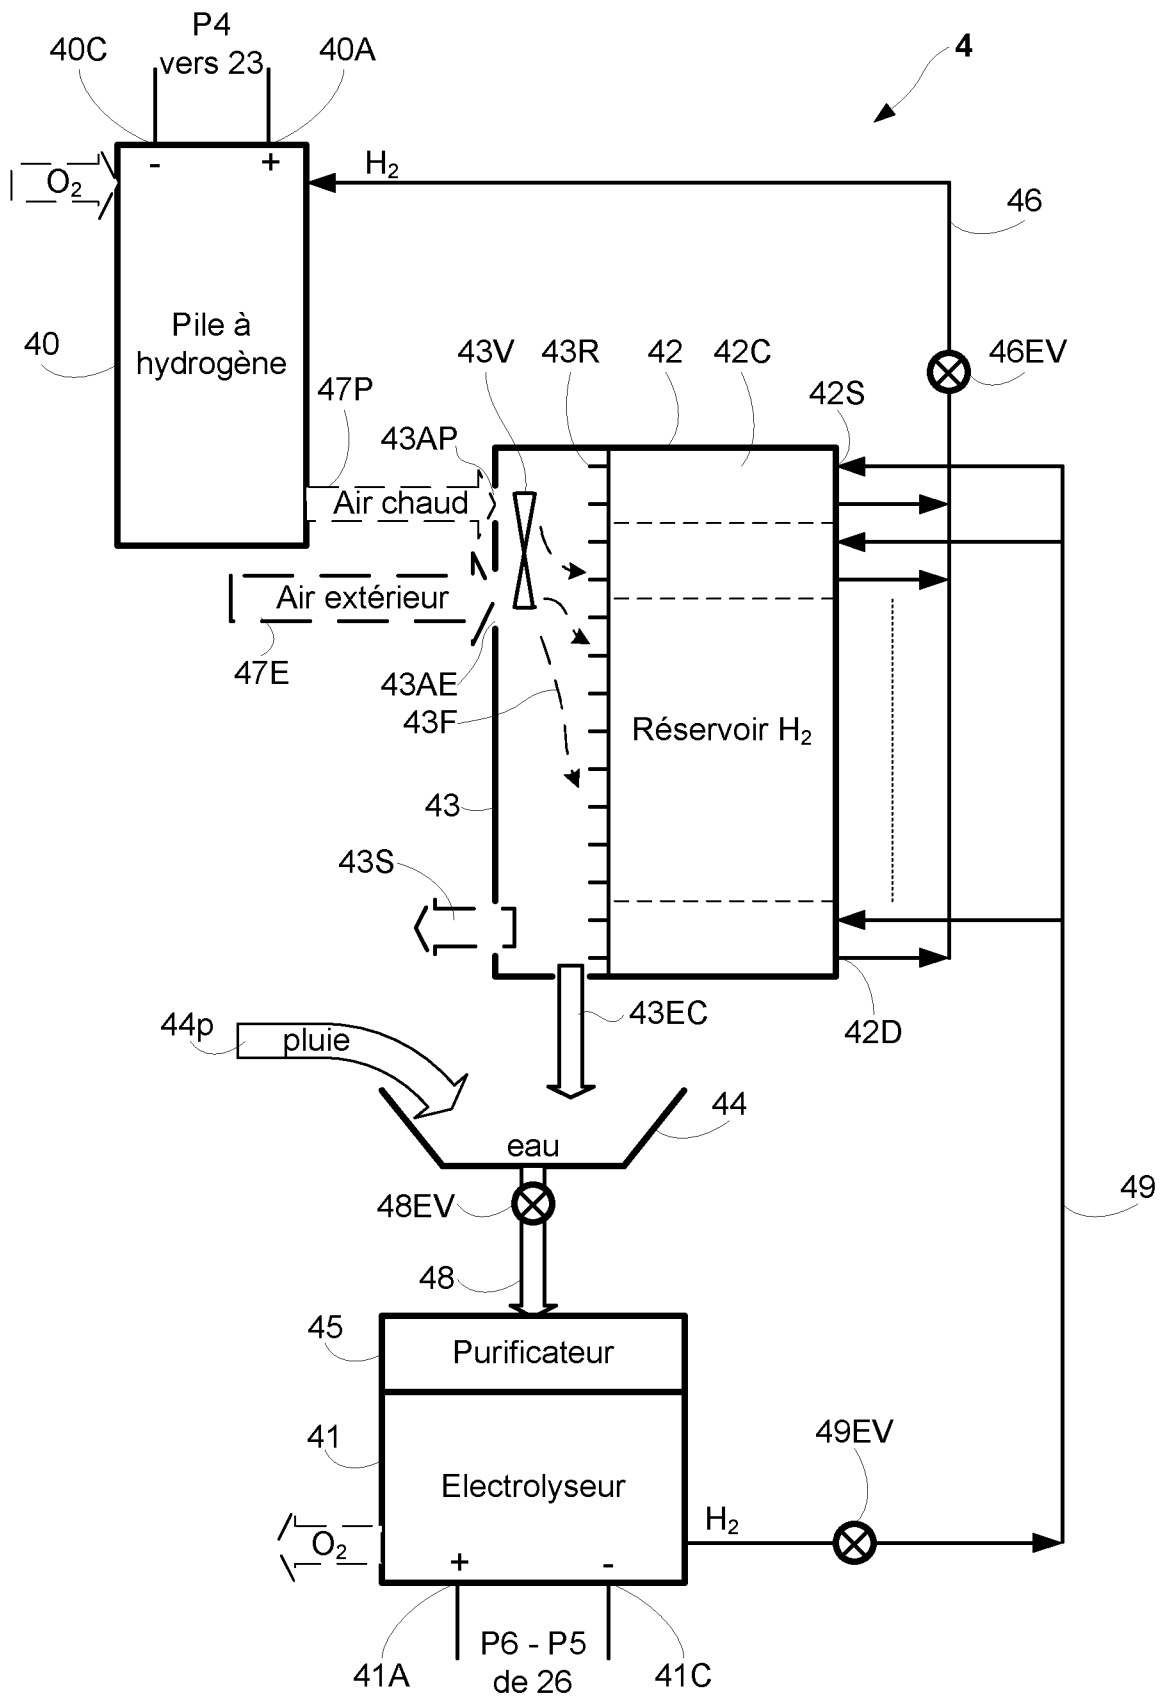 P4
vers 23
40C
40A
4
- +
O2
H2
46
Pile à
hydrogène
40
47P
43V
43R
42
42C
46EV
42S
43AP
Air chaud
Air extérieur
47E
43AE
43F
Réservoir H2
43
43S
43EC
42D
44p
pluie
44
eau
48EV
49
48
45
Purificateur
41
Electrolyseur
49EV
H2
O2
+ -
P6 - P5
de 26
41A
41C